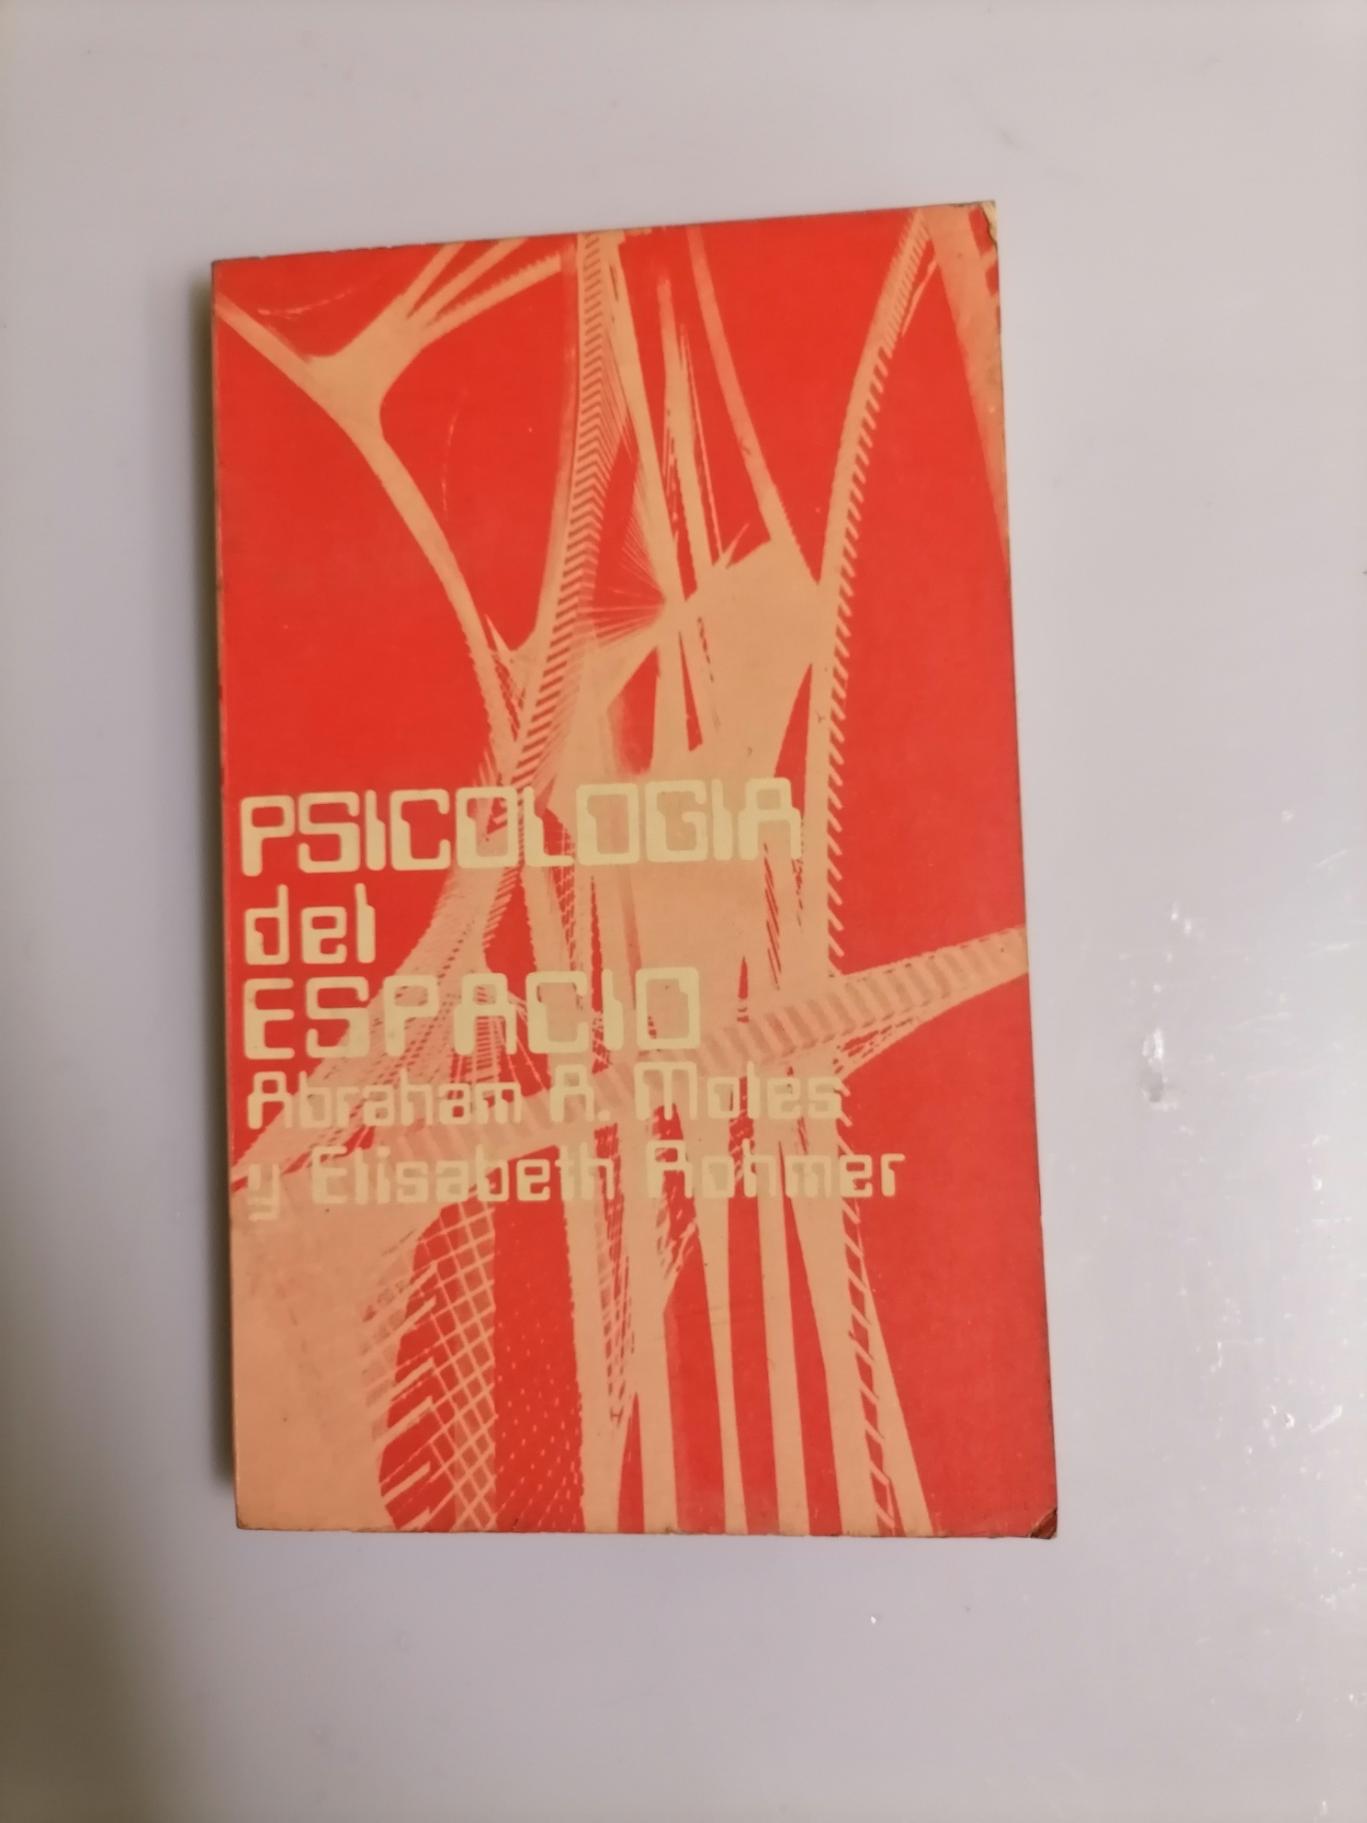 PSICOLOGIA
del
ESPACIO
Abraham A. Moles
y Elisabeth Rohmer